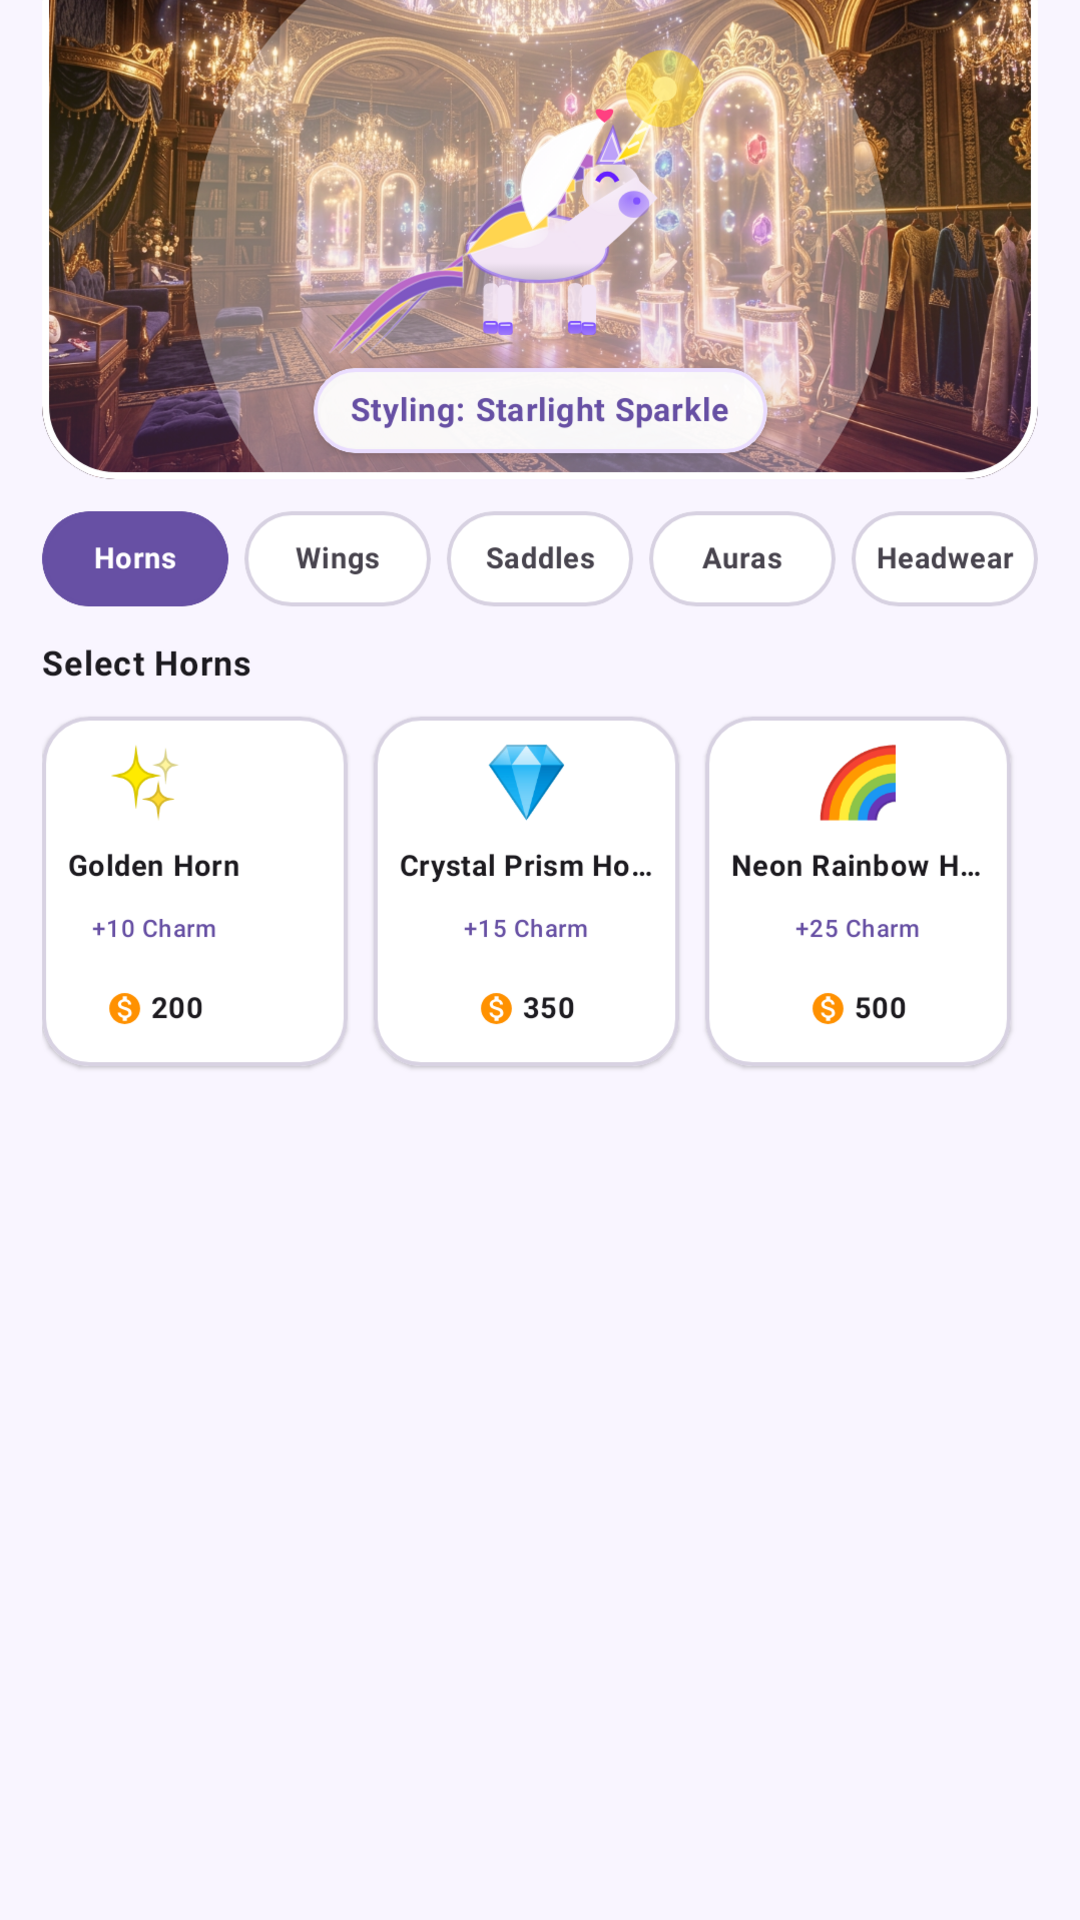 Styling: Starlight Sparkle
Horns
Wings
Saddles
Auras
Headwear
Select Horns
Golden Horn
+10 Charm
200
Crystal Prism Ho...
+15 Charm
350
Neon Rainbow H...
+25 Charm
500